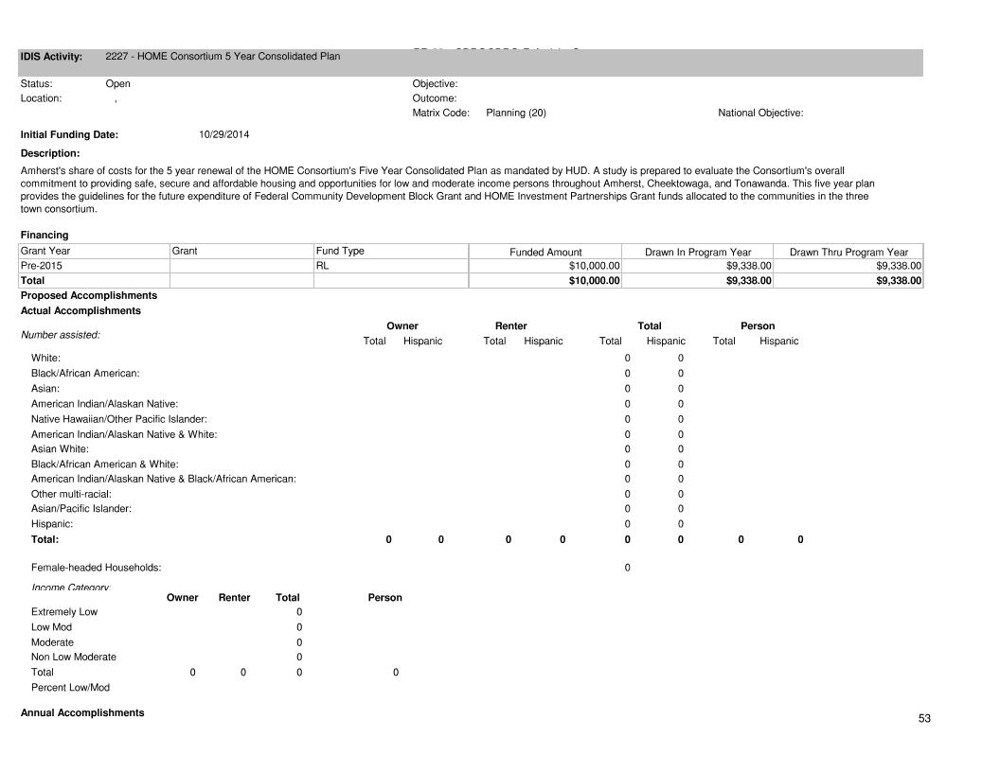 IDIS Activity: 2227 - HOME Consortium 5 Year Consolidated Plan
Status: Open Objective:
Location: , Outcome:
Matrix Code: Planning (20) National Objective:
Initial Funding Date: 10/29/2014
Description:
Amherst's share of costs for the 5 year renewal of the HOME Consortium's Five Year Consolidated Plan as mandated by HUD. A study is prepared to evaluate the Consortium's overall
commitment to providing safe, secure and affordable housing and opportunities for low and moderate income persons throughout Amherst, Cheektowaga, and Tonawanda. This five year plan
provides the guidelines for the future expenditure of Federal Community Development Block Grant and HOME Investment Partnerships Grant funds allocated to the communities in the three
town consortium.
Financing
Grant Year Grant Fund Type Funded Amount Drawn In Program Year Drawn Thru Program Year
Pre-2015 RL $10,000.00 $9,338.00 $9,338.00
Total $10,000.00 $9,338.00 $9,338.00
Proposed Accomplishments
Actual Accomplishments
Owner Renter Total Person
Number assisted: Total Hispanic Total Hispanic Total Hispanic Total Hispanic
White: 0 0
Black/African American: 0 0
Asian: 0 0
American Indian/Alaskan Native: 0 0
Native Hawaiian/Other Pacific Islander: 0 0
American Indian/Alaskan Native & White: 0 0
Asian White: 0 0
Black/African American & White: 0 0
American Indian/Alaskan Native & Black/African American: 0 0
Other multi-racial: 0 0
Asian/Pacific Islander: 0 0
Hispanic: 0 0
Total: 0 0 0 0 0 0 0 0
Female-headed Households: 0
Income Category:
Owner Renter Total Person
Extremely Low 0
Low Mod 0
Moderate 0
Non Low Moderate 0
Total 0 0 0 0
Percent Low/Mod
Annual Accomplishments
53